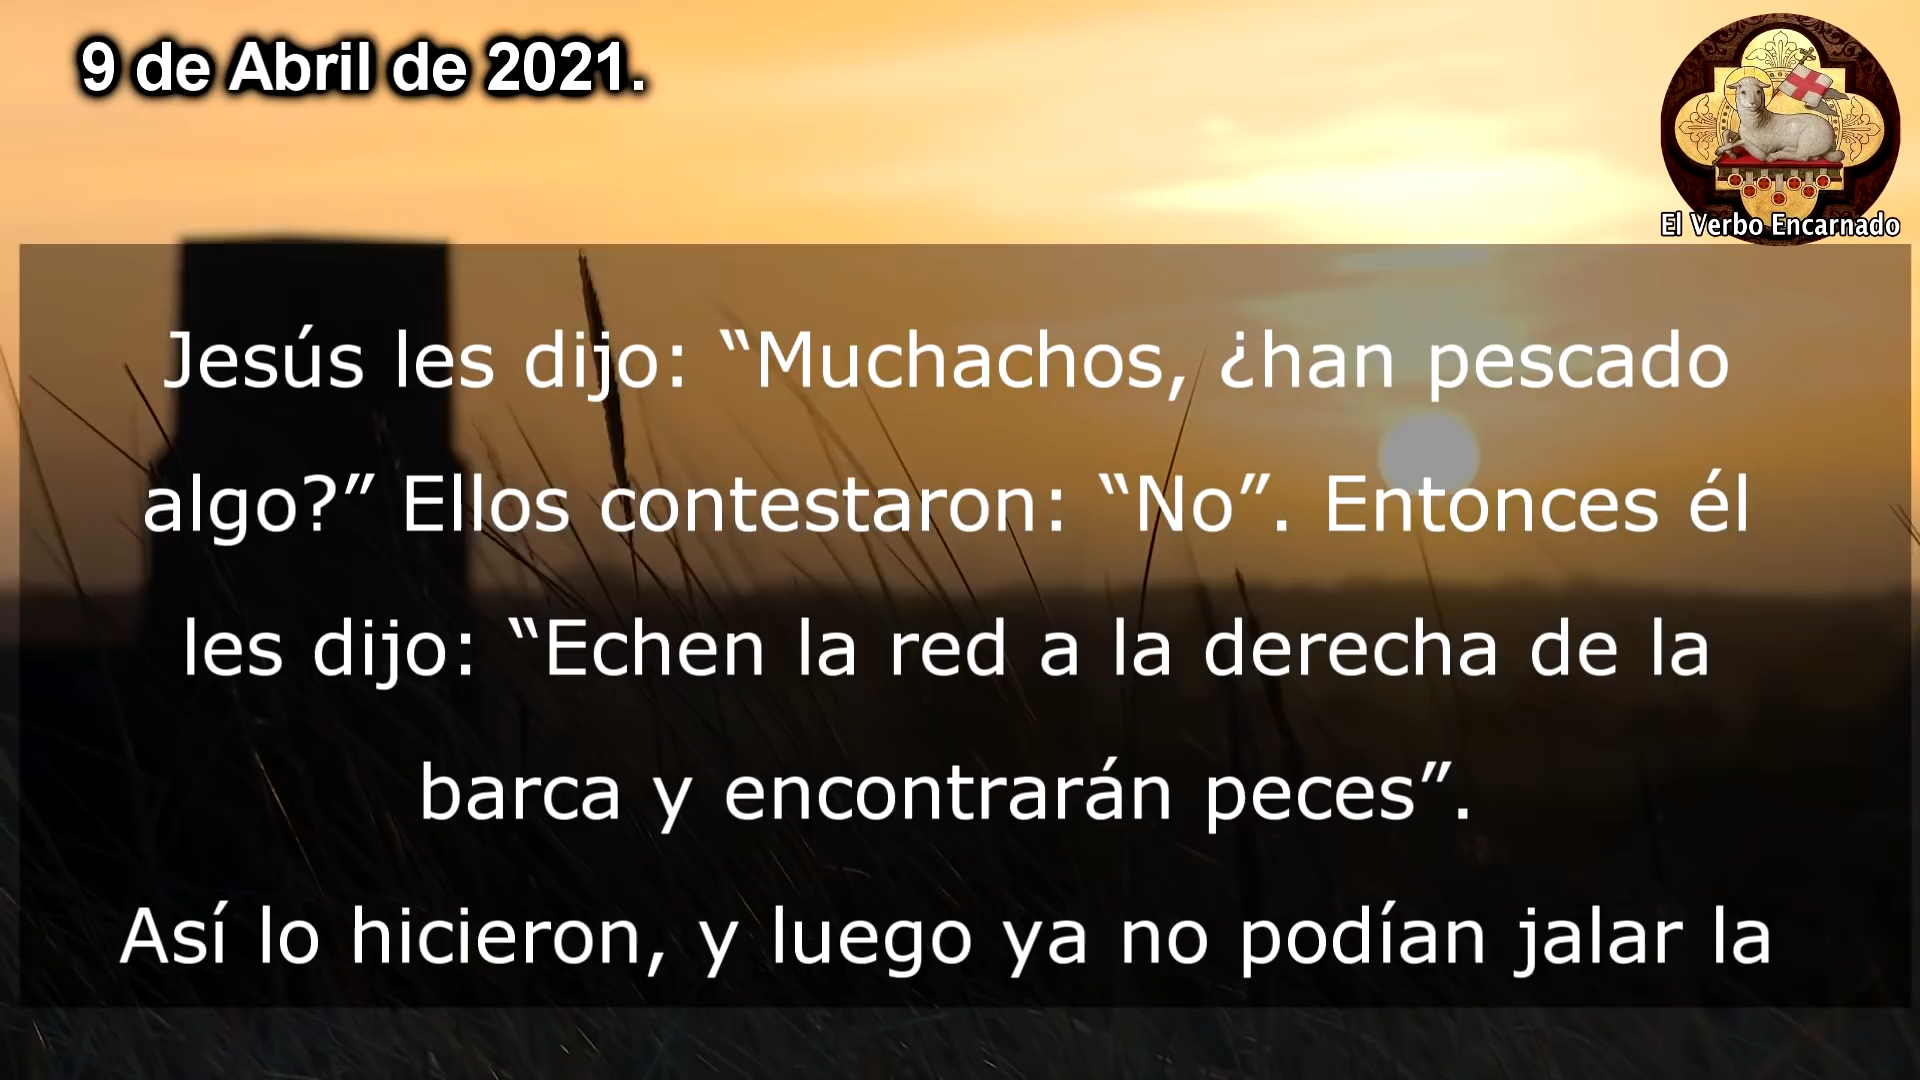 9 de Abril de 2021.
El Verbo Encarnado
Jesús les dijo: “Muchachos, ¿han pescado
algo?” Ellos contestaron: “No”. Entonces él
les dijo: “Echen la red a la derecha de la
barca y encontrarán peces”.
Así lo hicieron, y luego ya no podían jalar la